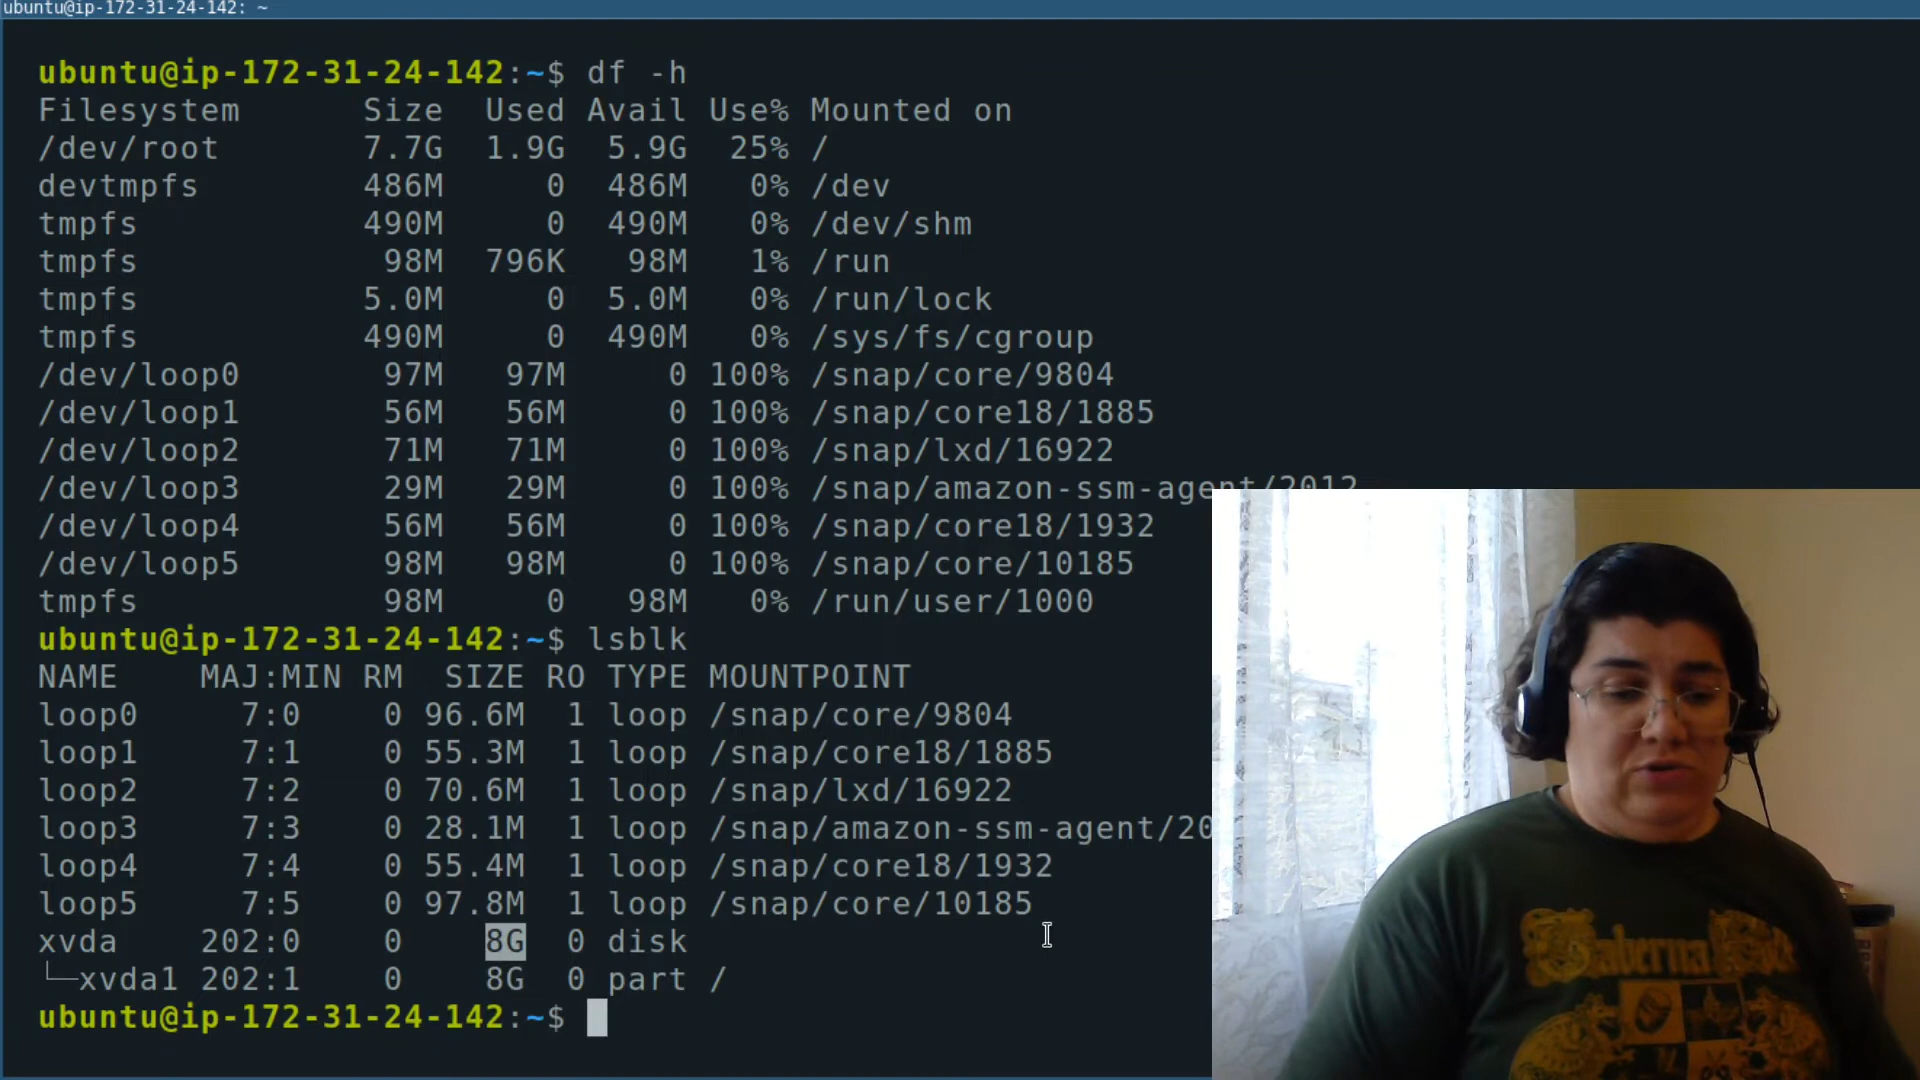 ubuntu@ip-172-31-24-142: ~
ubuntu@ip-172-31-24-142:~$ df -h
Filesystem Size Used Avail Use% Mounted on
/dev/root 7.7G 1.9G 5.9G 25% /
devtmpfs 486M 0 486M 0% /dev
tmpfs 490M 0 490M 0% /dev/shm
tmpfs 98M 796K 98M 1% /run
tmpfs 5.0M 0 5.0M 0% /run/lock
tmpfs 490M 0 490M 0% /sys/fs/cgroup
/dev/loop0 97M 97M 0 100% /snap/core/9804
/dev/loop1 56M 56M 0 100% /snap/core18/1885
/dev/loop2 71M 71M 0 100% /snap/lxd/16922
/dev/loop3 29M 29M 0 100% /snap/amazon-ssm-agent/2012
/dev/loop4 56M 56M 0 100% /snap/core18/1932
/dev/loop5 98M 98M 0 100% /snap/core/10185
tmpfs 98M 0 98M 0% /run/user/1000
ubuntu@ip-172-31-24-142:~$ lsblk
NAME MAJ:MIN RM SIZE RO TYPE MOUNTPOINT
loop0 7:0 0 96.6M 1 loop /snap/core/9804
loop1 7:1 0 55.3M 1 loop /snap/core18/1885
loop2 7:2 0 70.6M 1 loop /snap/lxd/16922
loop3 7:3 0 28.1M 1 loop /snap/amazon-ssm-agent/20
loop4 7:4 0 55.4M 1 loop /snap/core18/1932
loop5 7:5 0 97.8M 1 loop /snap/core/10185
xvda 202:0 0 8G 0 disk
└─xvda1 202:1 0 8G 0 part /
ubuntu@ip-172-31-24-142:~$